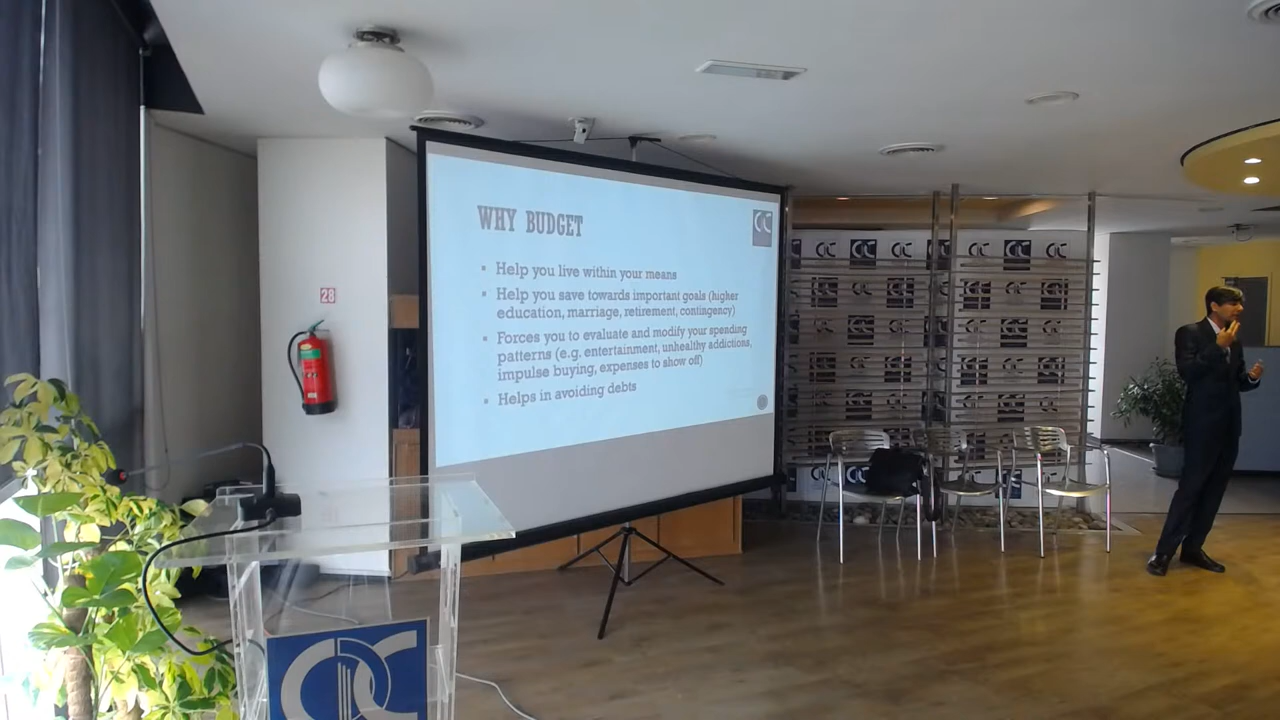 WHY BUDGET
Help you live within your means
Help you save towards important goals (higher
education, marriage, retirement, contingency)
Forces you to evaluate and modify your spending
patterns (e.g. entertainment, unhealthy addictions,
impulse buying, expenses to show off)
Helps in avoiding debts
28